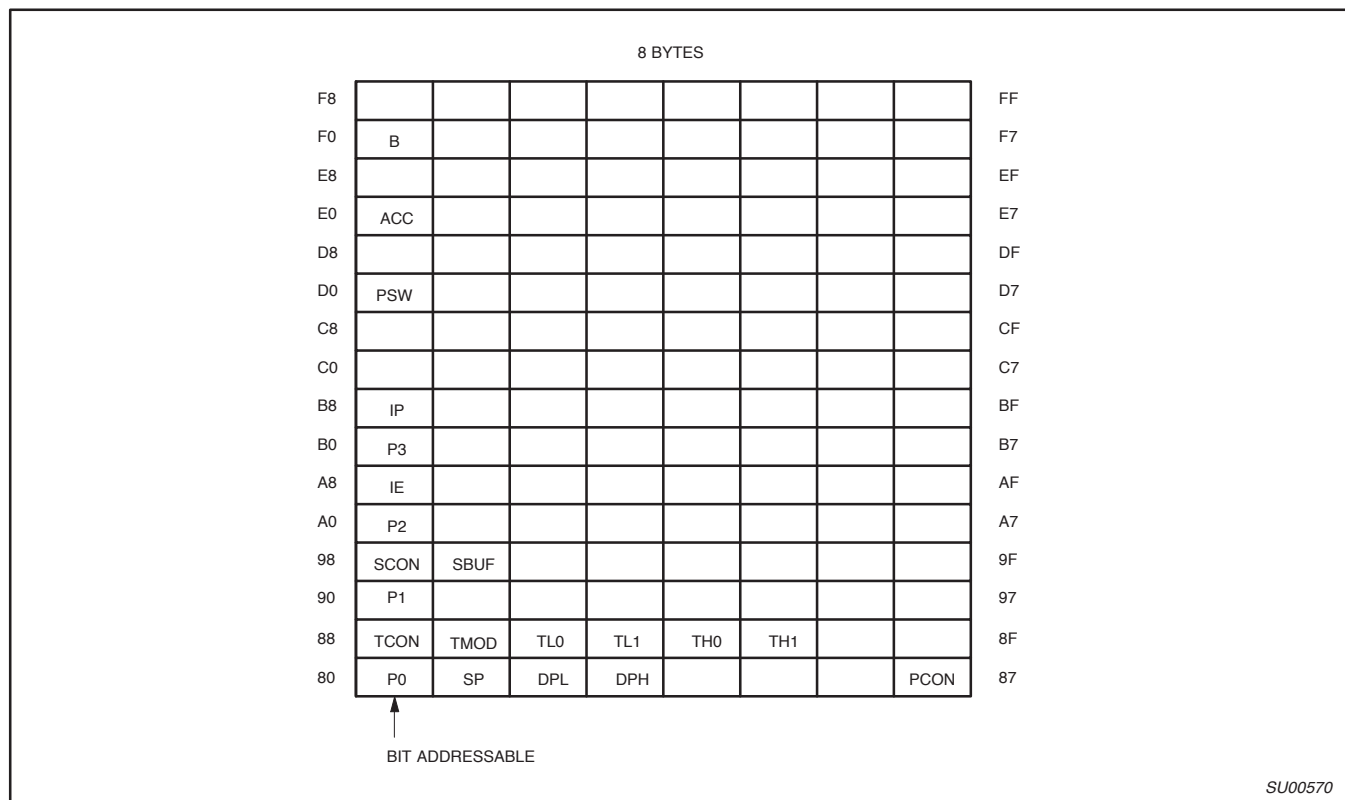 8 BYTES
F8 FF
F0 B F7
E8 EF
E0 ACC E7
D8 DF
D0 PSW D7
C8 CF
C0 C7
B8 IP BF
B0 P3 B7
A8 IE AF
A0 P2 A7
98 SCON SBUF 9F
90 P1 97
88 TCON TMOD TL0 TL1 TH0 TH1 8F
80 P0 SP DPL DPH PCON 87
BIT ADDRESSABLE
SU00570